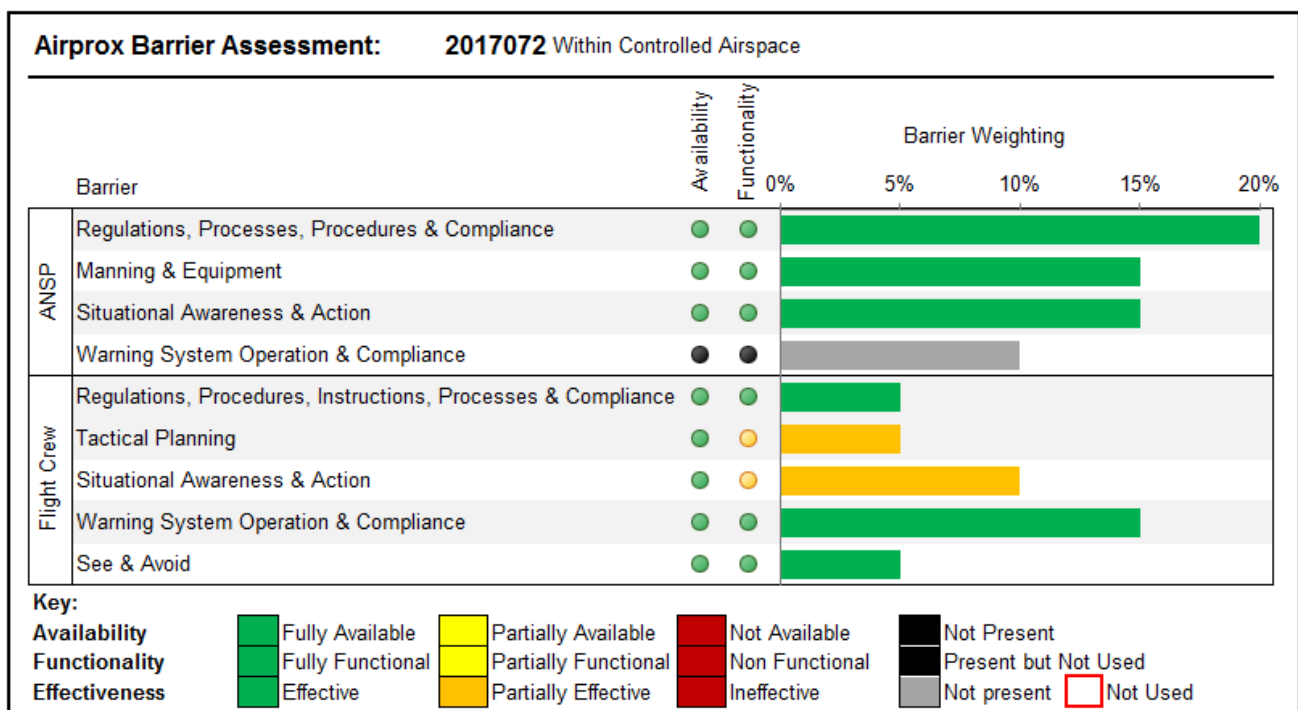 Airprox Barrier Assessment: 2017072 Within Controlled Airspace
Availability
Functionality
Barrier Weighting
Barrier
0% 5% 10% 15% 20%
ANSP
Regulations, Processes, Procedures & Compliance
Manning & Equipment
Situational Awareness & Action
Warning System Operation & Compliance
Flight Crew
Regulations, Procedures, Instructions, Processes & Compliance
Tactical Planning
Situational Awareness & Action
Warning System Operation & Compliance
See & Avoid
Key:
Availability Fully Available Partially Available Not Available Not Present
Functionality Fully Functional Partially Functional Non Functional Present but Not Used
Effectiveness Effective Partially Effective Ineffective Not present Not Used